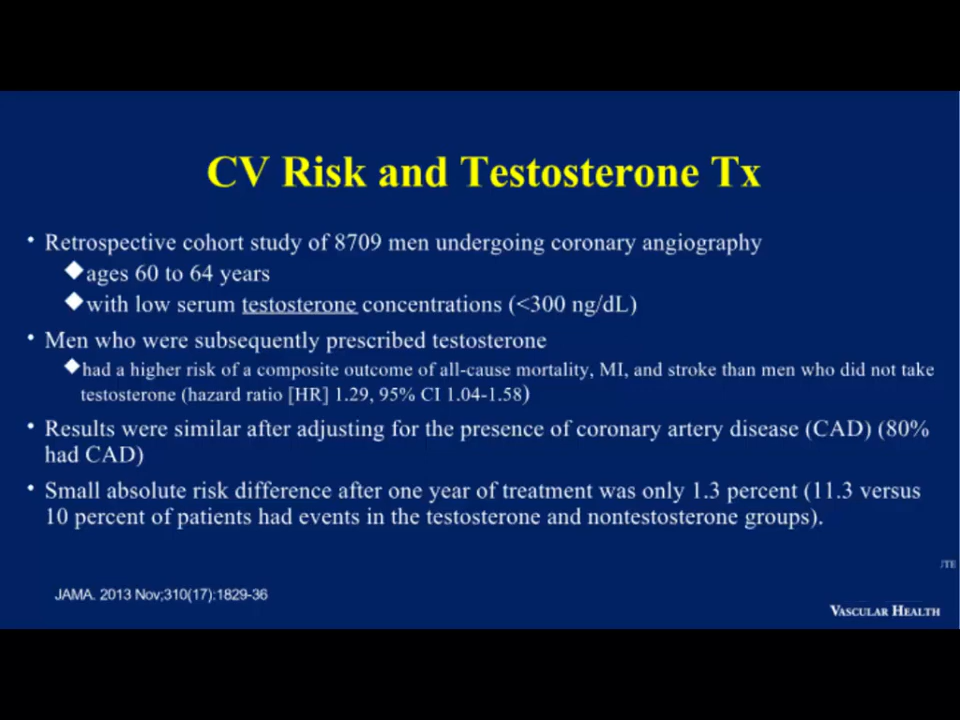 CV Risk and Testosterone Tx
• Retrospective cohort study of 8709 men undergoing coronary angiography
◆ages 60 to 64 years
◆with low serum testosterone concentrations (<300 ng/dL)
• Men who were subsequently prescribed testosterone
◆had a higher risk of a composite outcome of all-cause mortality, MI, and stroke than men who did not take
testosterone (hazard ratio [HR] 1.29, 95% CI 1.04-1.58)
• Results were similar after adjusting for the presence of coronary artery disease (CAD) (80%
had CAD)
• Small absolute risk difference after one year of treatment was only 1.3 percent (11.3 versus
10 percent of patients had events in the testosterone and nontestosterone groups).
JAMA. 2013 Nov;310(17):1829-36
VASCULAR HEALTH